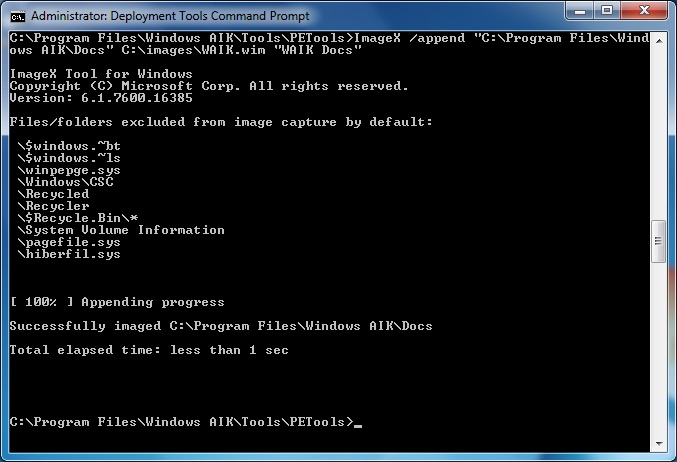 Administrator: Deployment Tools Command Prompt
C:\Program Files\Windows AIK\Tools\PETools>ImageX /append "C:\Program Files\Wind
ows AIK\Docs" C:\images\WAIK.wim "WAIK Docs"
ImageX Tool for Windows
Copyright (C) Microsoft Corp. All rights reserved.
Version: 6.1.7600.16385
Files/folders excluded from image capture by default:
\$windows.~bt
\$windows.~ls
\winpepge.sys
\Windows\CSC
\Recycled
\Recycler
\$Recycle.Bin\*
\System Volume Information
\pagefile.sys
\hiberfil.sys
[ 100% ] Appending progress
Successfully imaged C:\Program Files\Windows AIK\Docs
Total elapsed time: less than 1 sec
C:\Program Files\Windows AIK\Tools\PETools>_